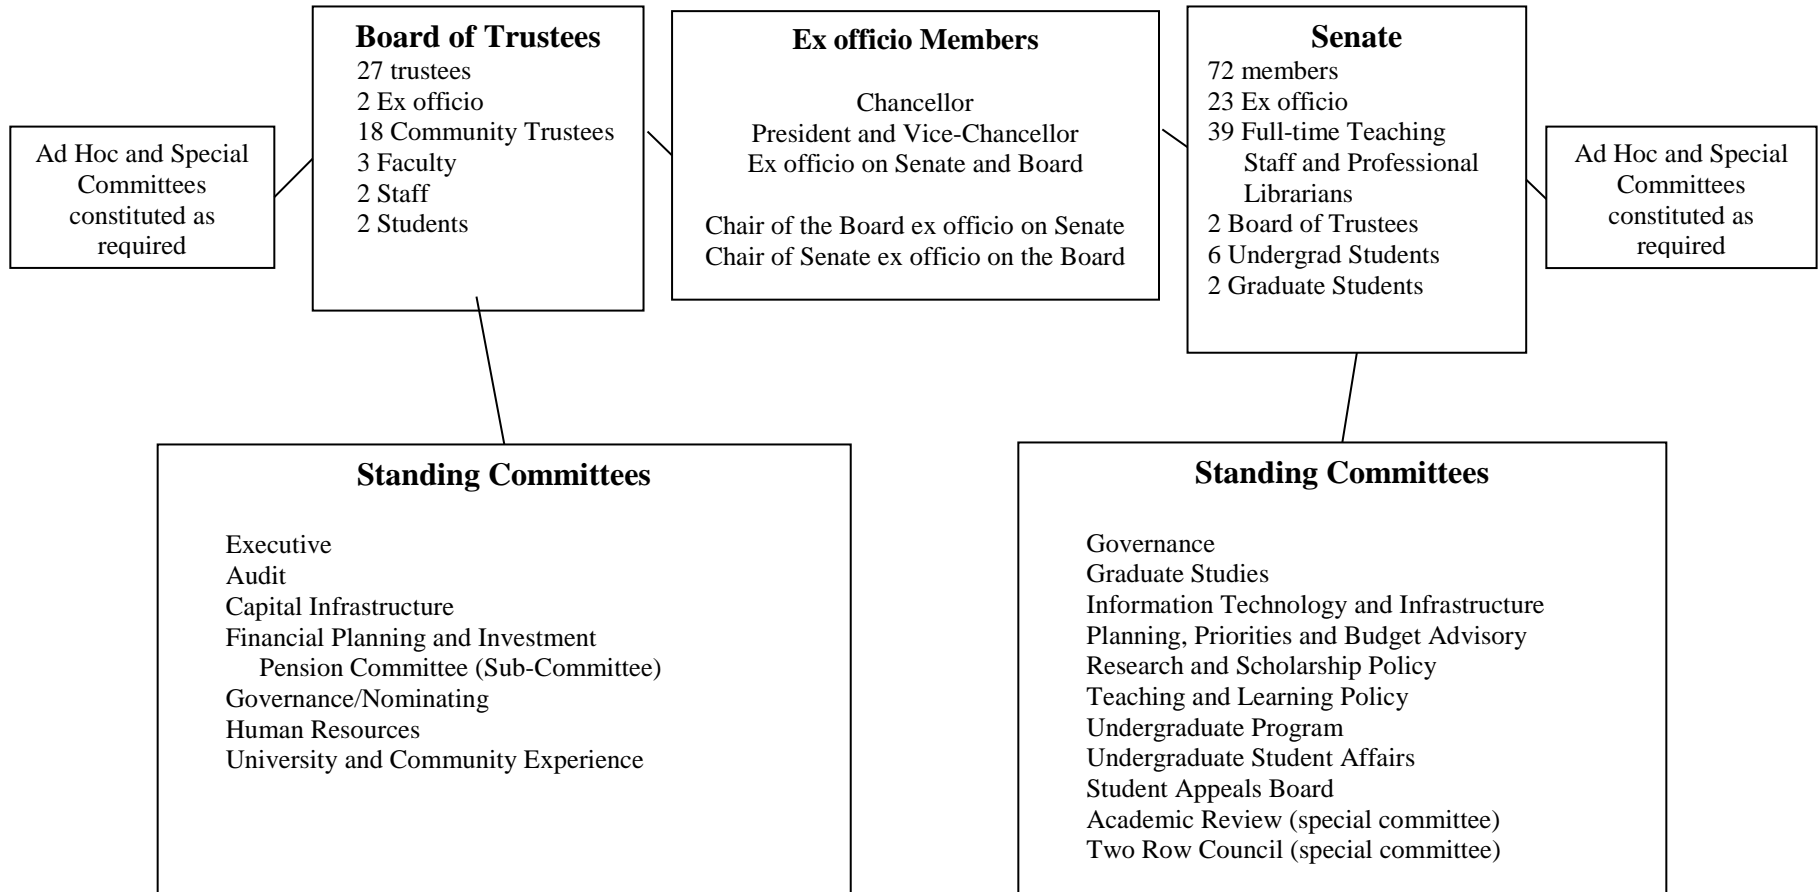 Board of Trustees
27 trustees
2 Ex officio
18 Community Trustees
3 Faculty
2 Staff
2 Students
Ex officio Members
Chancellor
President and Vice-Chancellor
Ex officio on Senate and Board
Chair of the Board ex officio on Senate
Chair of Senate ex officio on the Board
Senate
72 members
23 Ex officio
39 Full-time Teaching
Staff and Professional
Librarians
2 Board of Trustees
6 Undergrad Students
2 Graduate Students
Ad Hoc and Special
Committees
constituted as
required
Ad Hoc and Special
Committees
constituted as
required
Standing Committees
Executive
Audit
Capital Infrastructure
Financial Planning and Investment
Pension Committee (Sub-Committee)
Governance/Nominating
Human Resources
University and Community Experience
Standing Committees
Governance
Graduate Studies
Information Technology and Infrastructure
Planning, Priorities and Budget Advisory
Research and Scholarship Policy
Teaching and Learning Policy
Undergraduate Program
Undergraduate Student Affairs
Student Appeals Board
Academic Review (special committee)
Two Row Council (special committee)